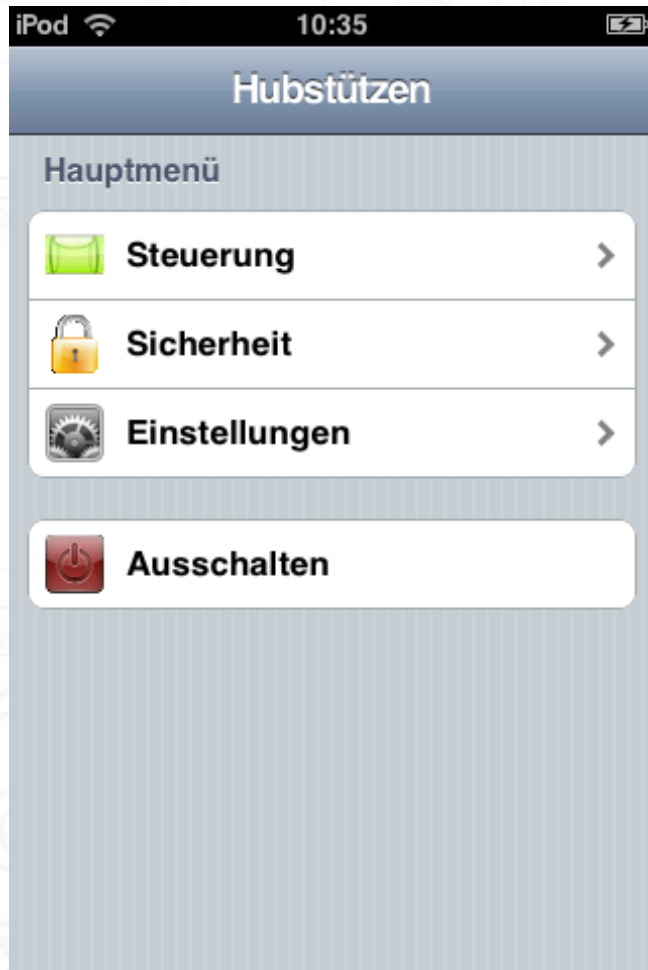 iPod 10:35
Hubstützen
Hauptmenü
Steuerung
Sicherheit
Einstellungen
Ausschalten